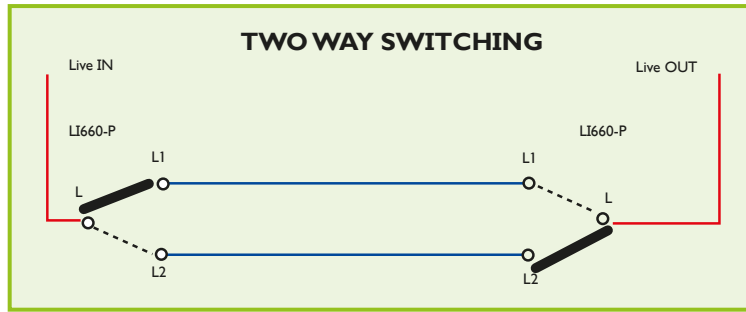 TWO WAY SWITCHING
Live IN
Live OUT
LI660-P
LI660-P
L1
L1
L
L
L2
L2